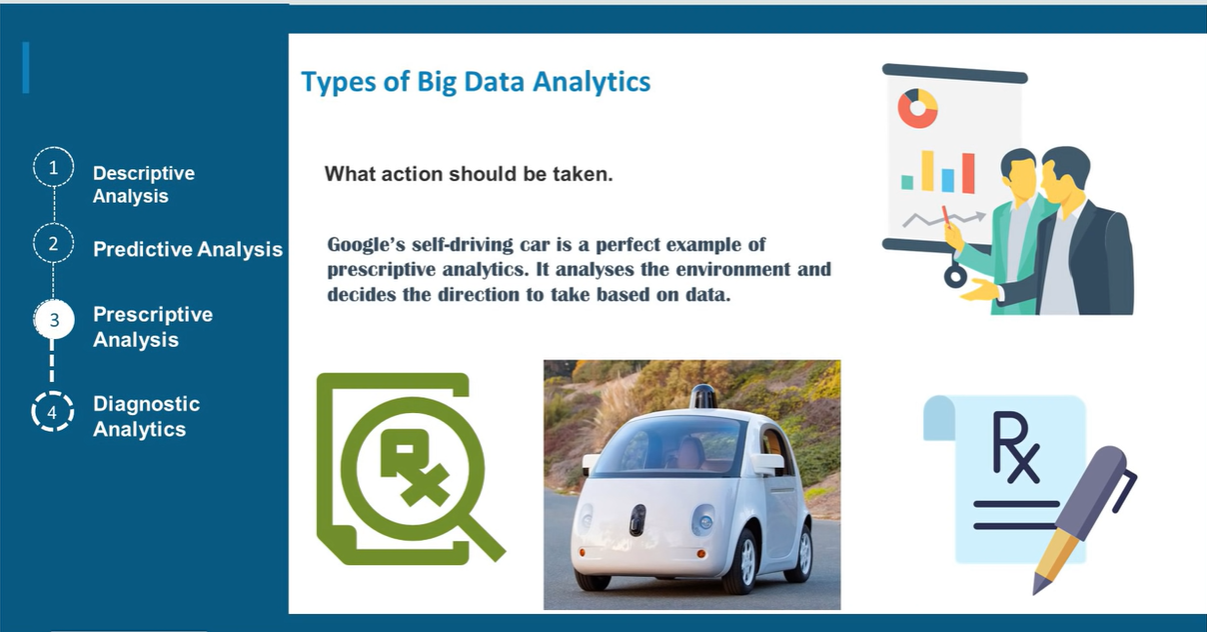 Types of Big Data Analytics
1
Descriptive
Analysis
2
Predictive Analysis
3
Prescriptive
Analysis
4
Diagnostic
Analytics
What action should be taken.
Google's self-driving car is a perfect example of
prescriptive analytics. It analyses the environment and
decides the direction to take based on data.
Rx
Rx